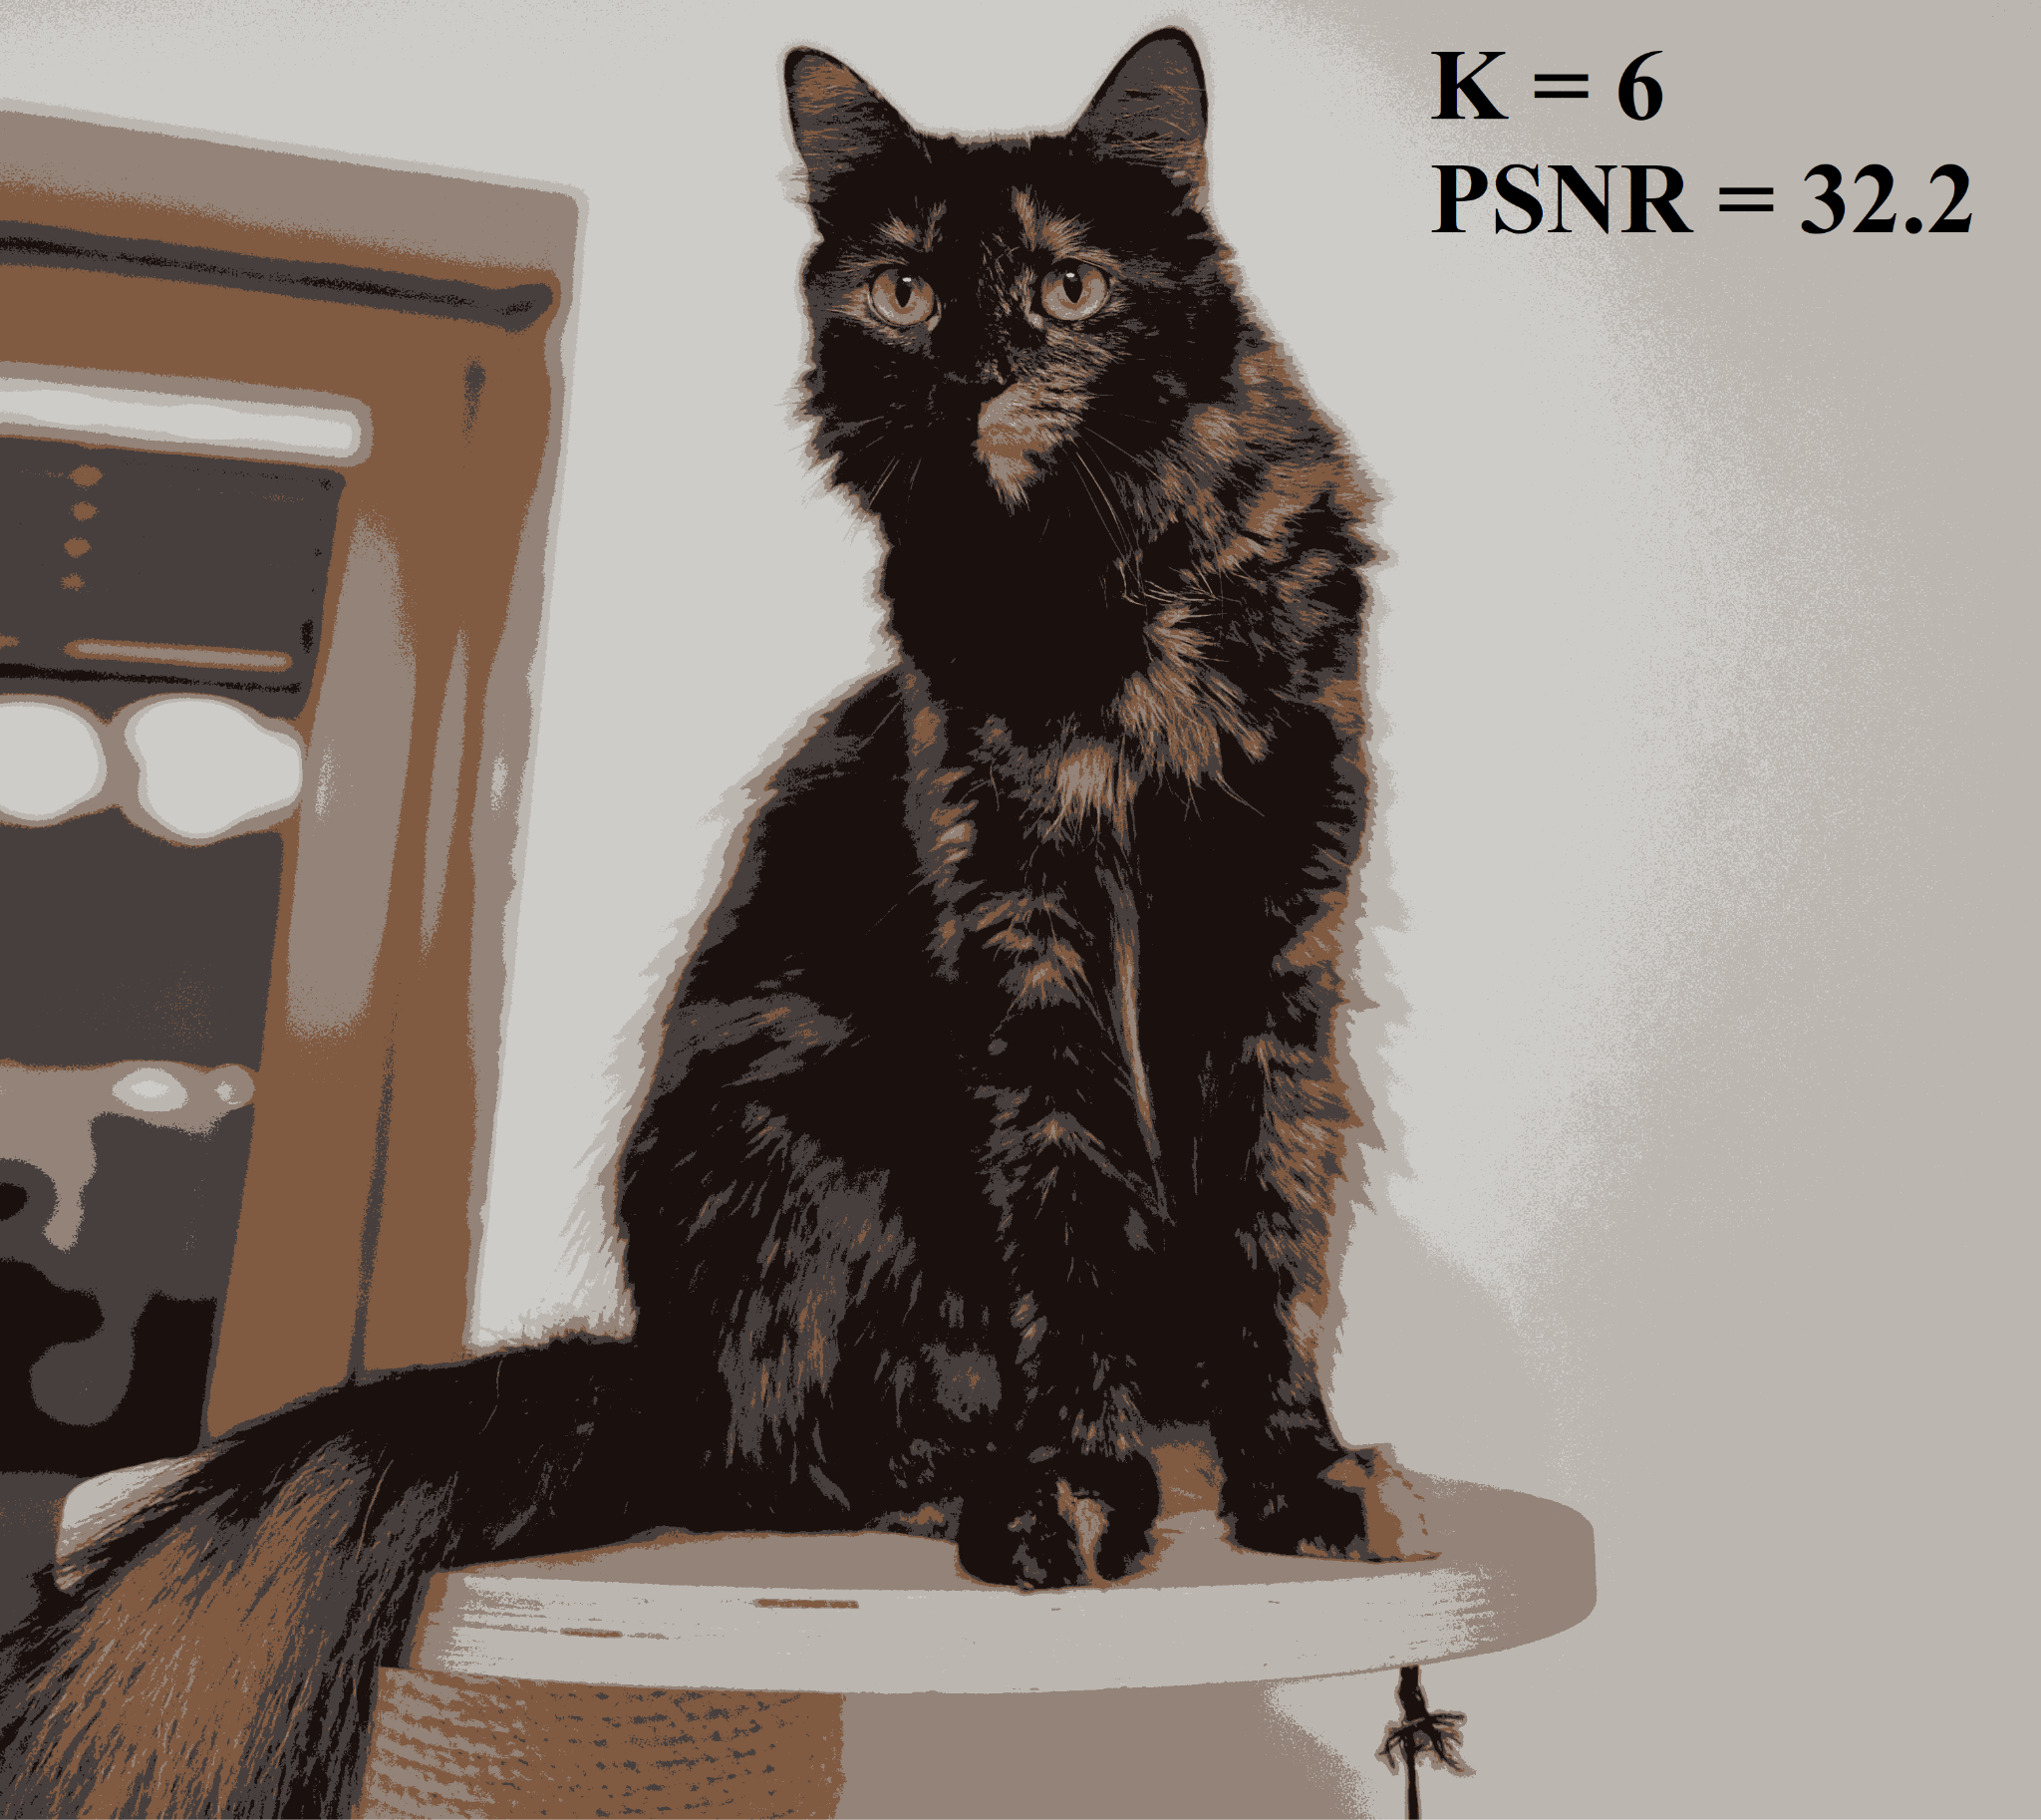 K = 6
PSNR = 32.2